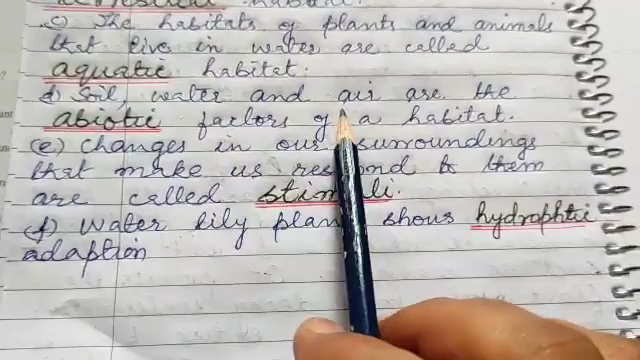 (c) The habitats of plants and animals
that live in water are called
aquatic habitat.
(d) Soil, water and air are the
abiotic factors of a habitat.
(e) Changes in our surroundings
that make us respond to them
are called stimuli.
(f) Water lily plant shows hydrophtic
adaption